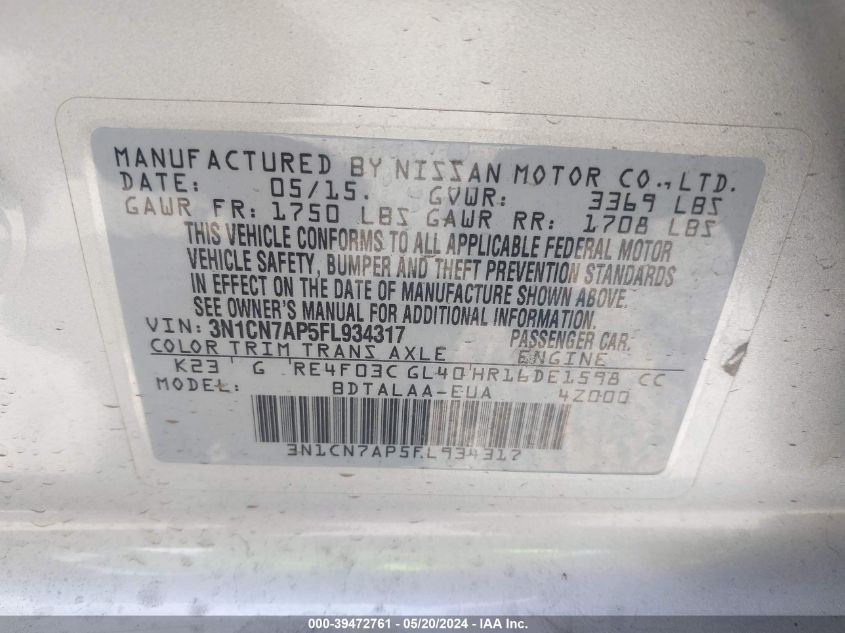 MANUFACTURED BY NISSAN MOTOR CO., LTD.
DATE: 05/15. GVWR: 3369 LBS
GAWR FR: 1750 LBS GAWR RR: 1708 LBS
THIS VEHICLE CONFORMS TO ALL APPLICABLE FEDERAL MOTOR
VEHICLE SAFETY, BUMPER AND THEFT PREVENTION STANDARDS
IN EFFECT ON THE DATE OF MANUFACTURE SHOWN ABOVE.
SEE OWNER'S MANUAL FOR ADDITIONAL INFORMATION.
VIN: 3N1CN7AP5FL934317 PASSENGER CAR.
COLOR TRIM TRANS AXLE ENGINE
K23 G RE4F03C GL40 HR16DE1598 CC
MODEL: BDTALAA-EUA 4Z000
3N1CN7AP5FL934317
000-39472761 - 05/20/2024 - IAA Inc.